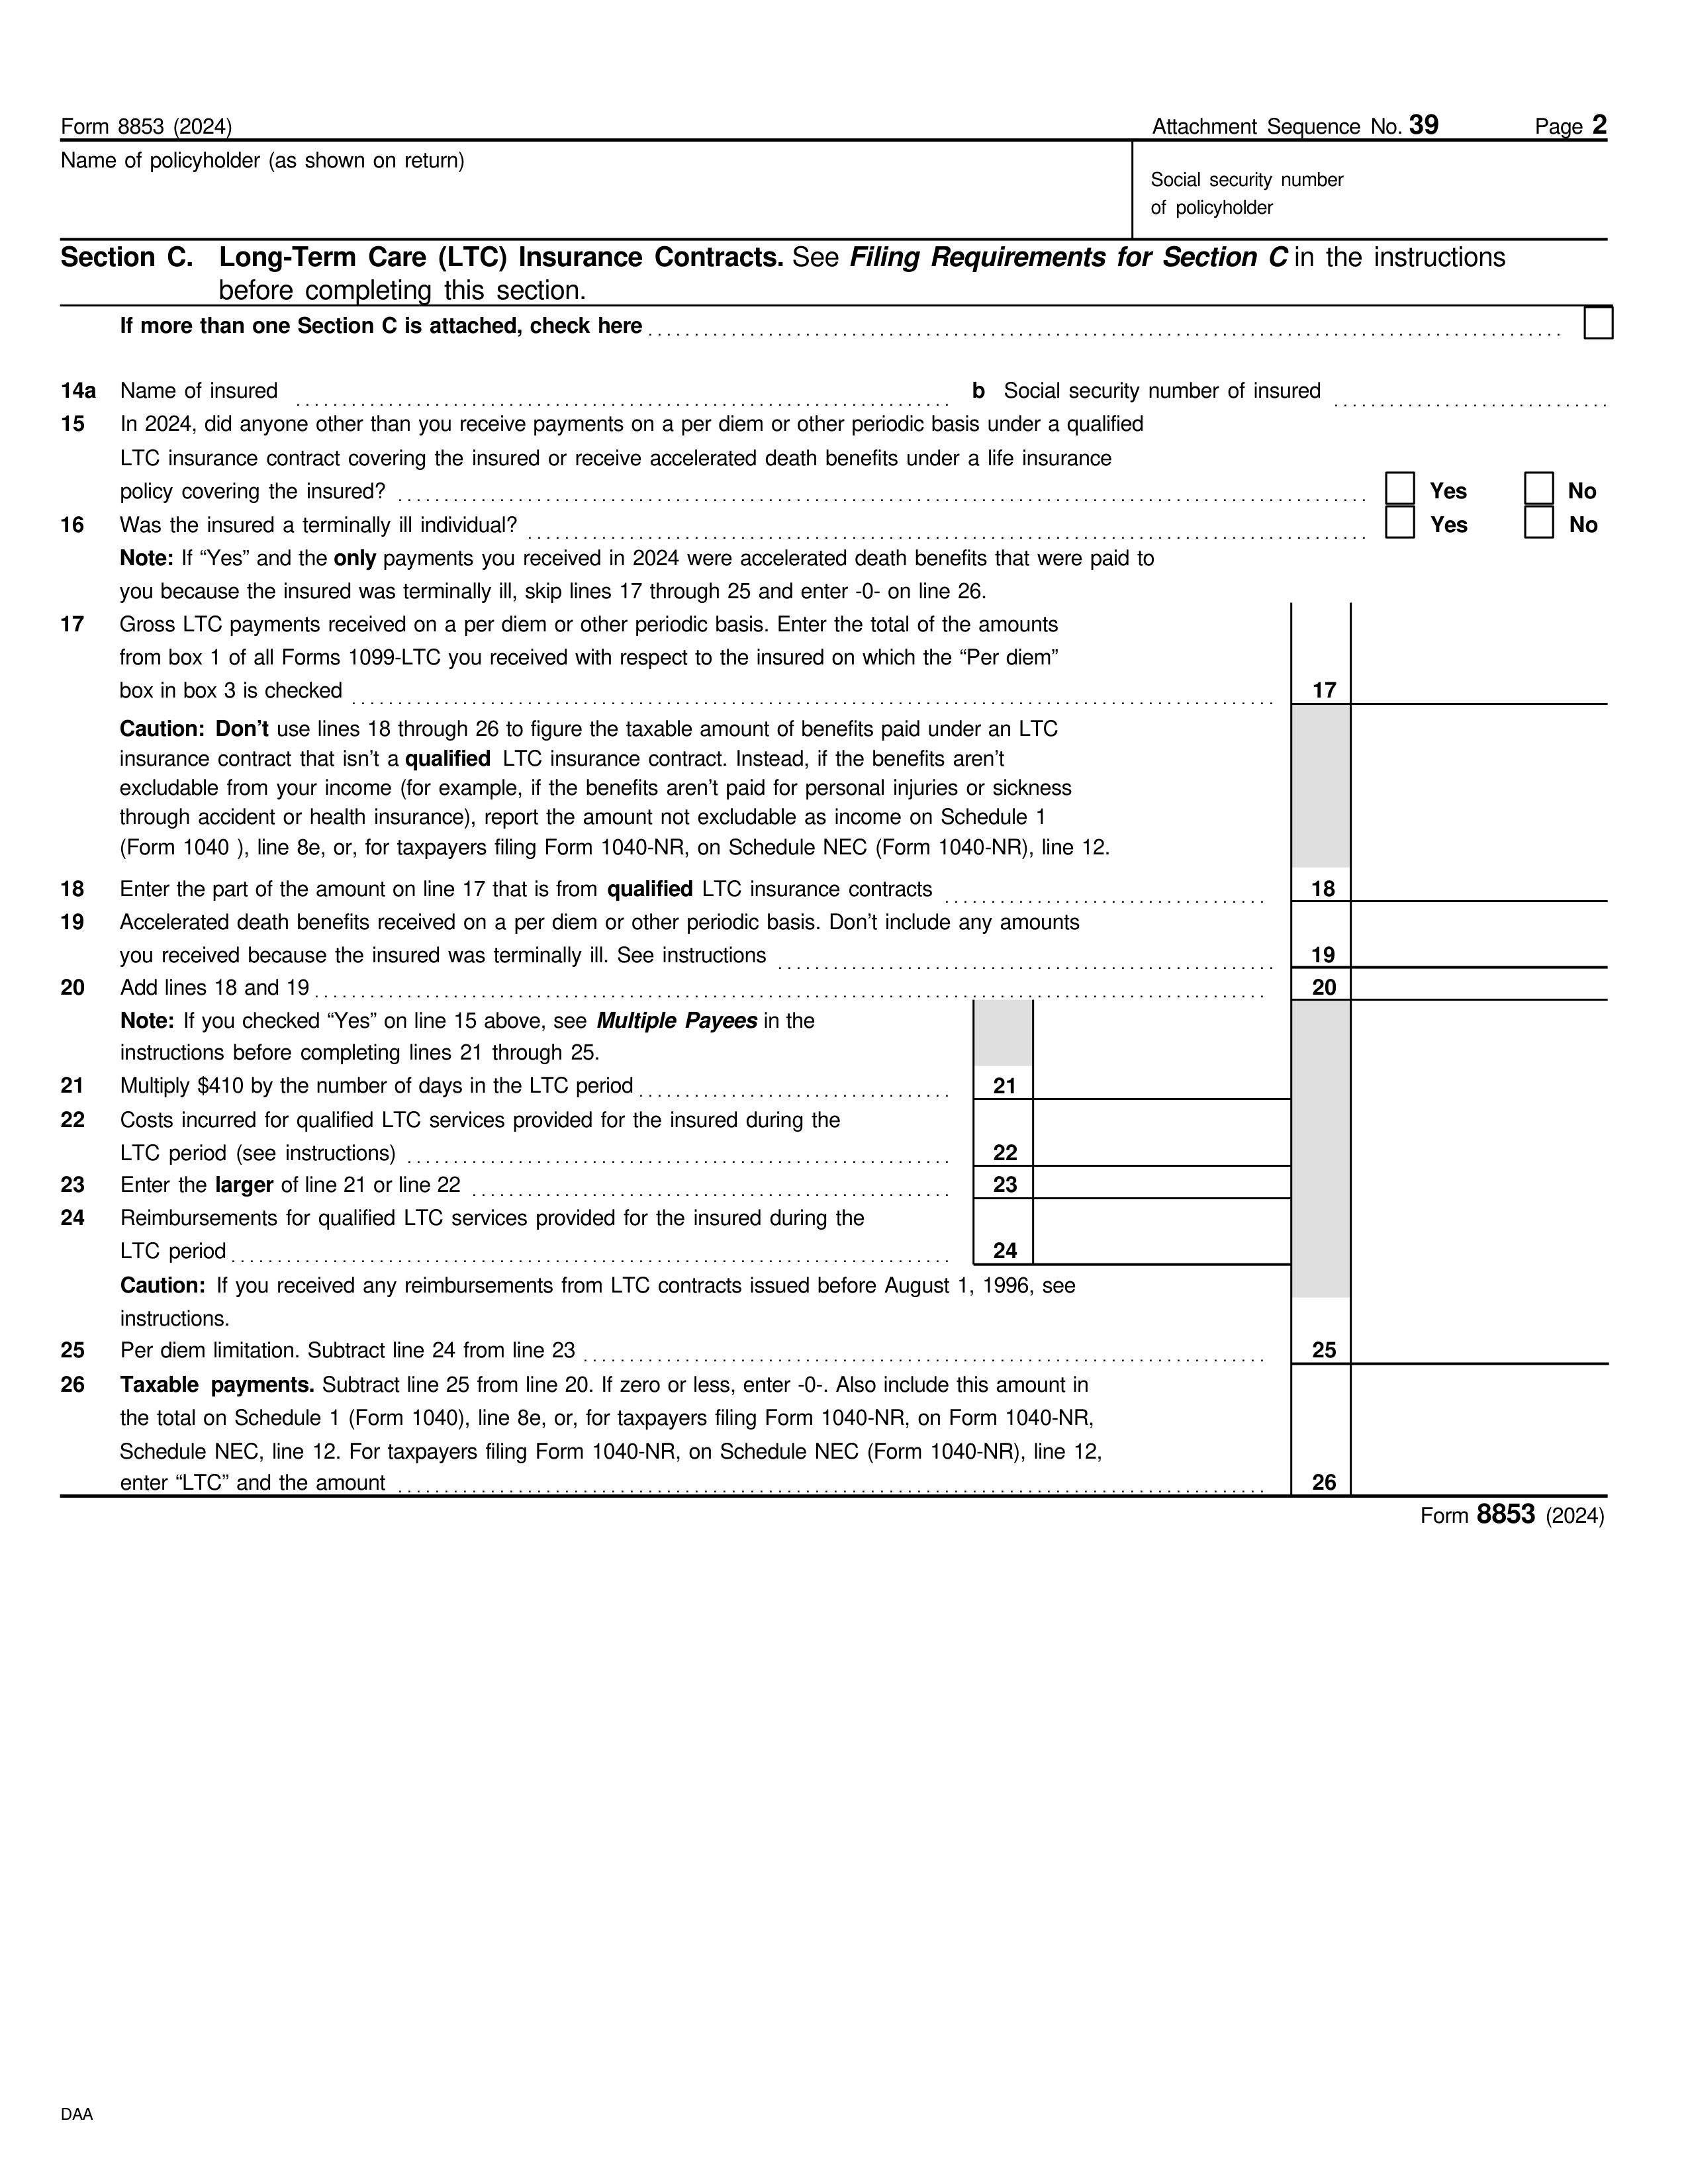 Form 8853 (2024) Attachment Sequence No. 39 Page 2
Name of policyholder (as shown on return)
Social security number
of policyholder
Section C. Long-Term Care (LTC) Insurance Contracts. See Filing Requirements for Section C in the instructions
before completing this section.
If more than one Section C is attached, check here
14a Name of insured b Social security number of insured
15 In 2024, did anyone other than you receive payments on a per diem or other periodic basis under a qualified
LTC insurance contract covering the insured or receive accelerated death benefits under a life insurance
policy covering the insured? Yes No
16 Was the insured a terminally ill individual? Yes No
Note: If “Yes” and the only payments you received in 2024 were accelerated death benefits that were paid to
you because the insured was terminally ill, skip lines 17 through 25 and enter -0- on line 26.
17 Gross LTC payments received on a per diem or other periodic basis. Enter the total of the amounts
from box 1 of all Forms 1099-LTC you received with respect to the insured on which the “Per diem”
box in box 3 is checked 17
Caution: Don’t use lines 18 through 26 to figure the taxable amount of benefits paid under an LTC
insurance contract that isn’t a qualified LTC insurance contract. Instead, if the benefits aren’t
excludable from your income (for example, if the benefits aren’t paid for personal injuries or sickness
through accident or health insurance), report the amount not excludable as income on Schedule 1
(Form 1040 ), line 8e, or, for taxpayers filing Form 1040-NR, on Schedule NEC (Form 1040-NR), line 12.
18 Enter the part of the amount on line 17 that is from qualified LTC insurance contracts 18
19 Accelerated death benefits received on a per diem or other periodic basis. Don’t include any amounts
you received because the insured was terminally ill. See instructions 19
20 Add lines 18 and 19 20
Note: If you checked “Yes” on line 15 above, see Multiple Payees in the
instructions before completing lines 21 through 25.
21 Multiply $410 by the number of days in the LTC period 21
22 Costs incurred for qualified LTC services provided for the insured during the
LTC period (see instructions) 22
23 Enter the larger of line 21 or line 22 23
24 Reimbursements for qualified LTC services provided for the insured during the
LTC period 24
Caution: If you received any reimbursements from LTC contracts issued before August 1, 1996, see
instructions.
25 Per diem limitation. Subtract line 24 from line 23 25
26 Taxable payments. Subtract line 25 from line 20. If zero or less, enter -0-. Also include this amount in
the total on Schedule 1 (Form 1040), line 8e, or, for taxpayers filing Form 1040-NR, on Form 1040-NR,
Schedule NEC, line 12. For taxpayers filing Form 1040-NR, on Schedule NEC (Form 1040-NR), line 12,
enter “LTC” and the amount 26
Form 8853 (2024)
DAA